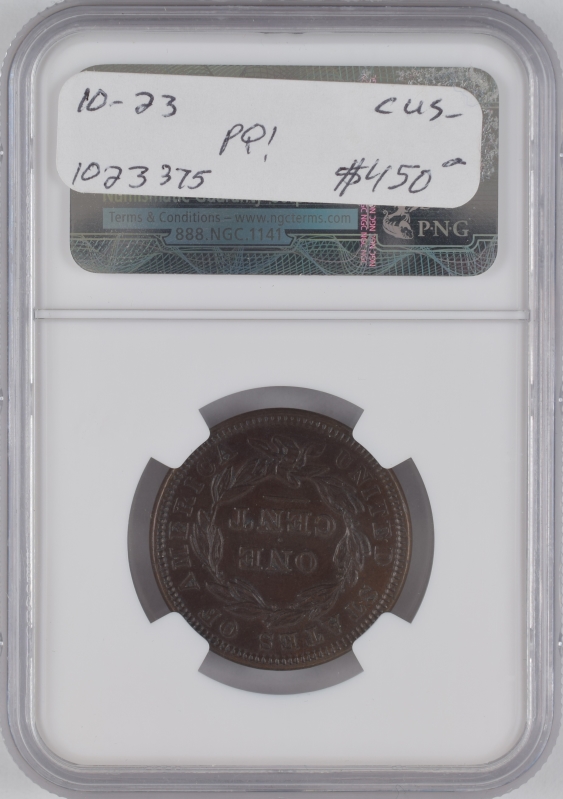 10-23 CUS-
PQ!
1023375 $450
Terms & Conditions – www.ngcterms.com
888.NGC.1141
PNG
UNITED STATES OF AMERICA
ONE
CENT